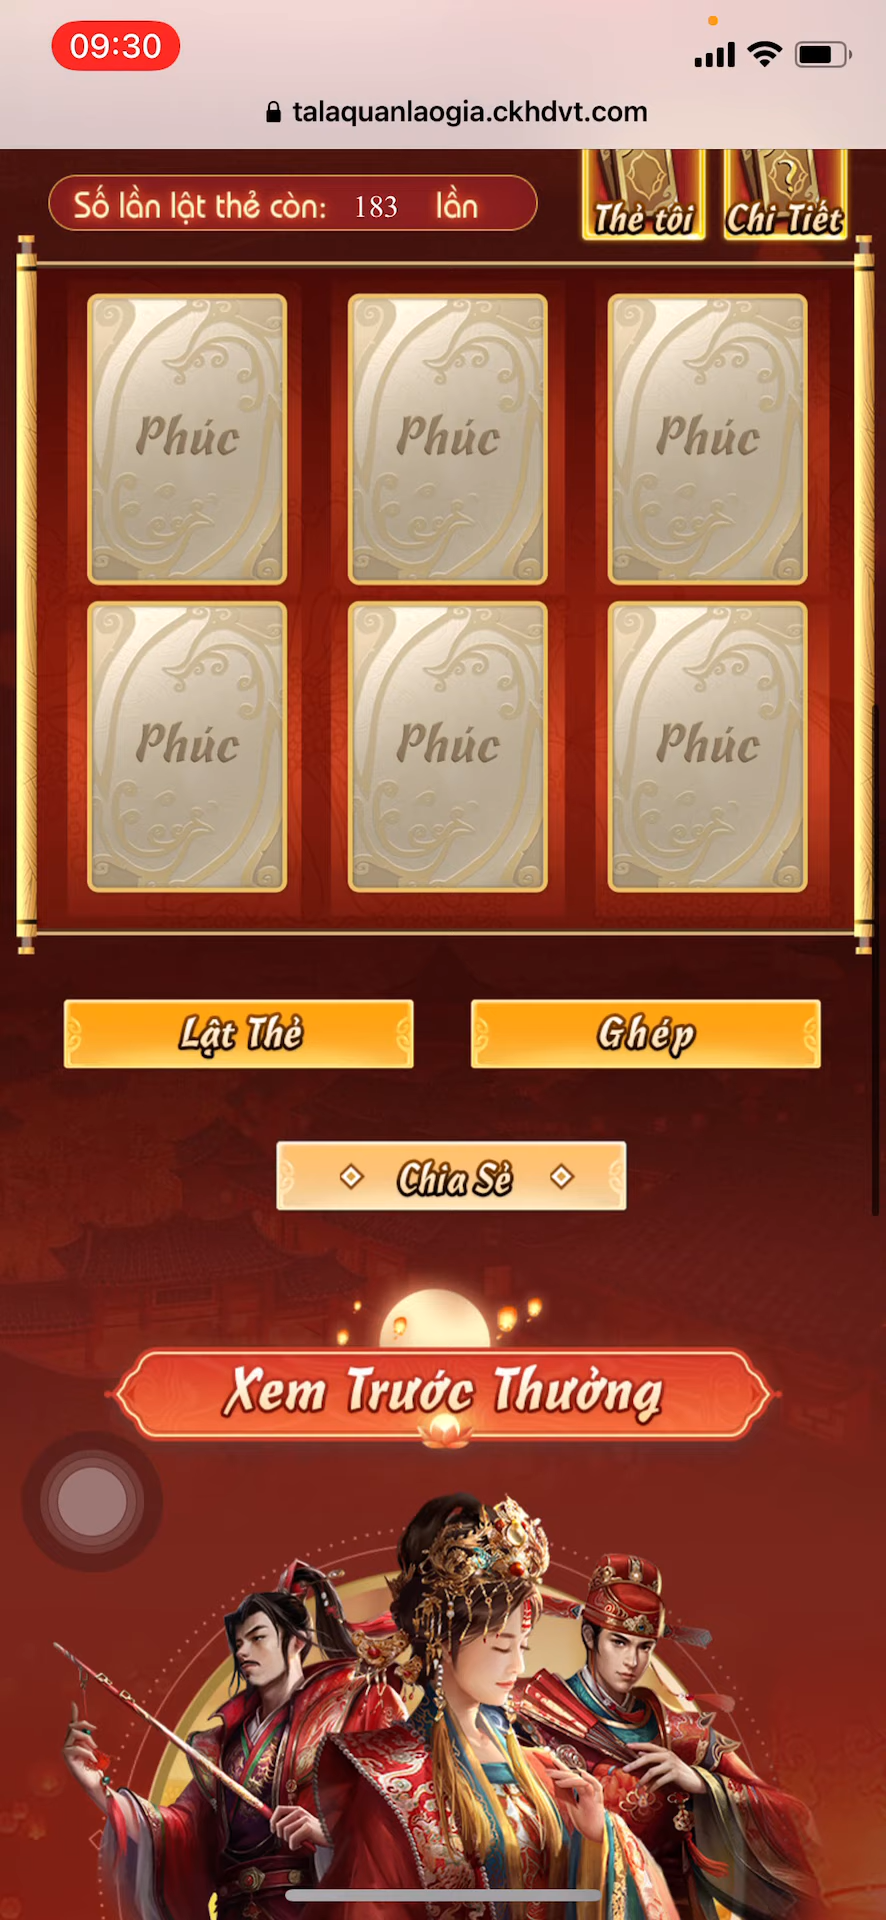 09:30
talaquanlaogia.ckhdvt.com
Số lần lật thẻ còn: 183 lần
Thẻ tôi
Chi Tiết
Phúc
Phúc
Phúc
Phúc
Phúc
Phúc
Lật Thẻ
Ghép
Chia Sẻ
Xem Trước Thưởng